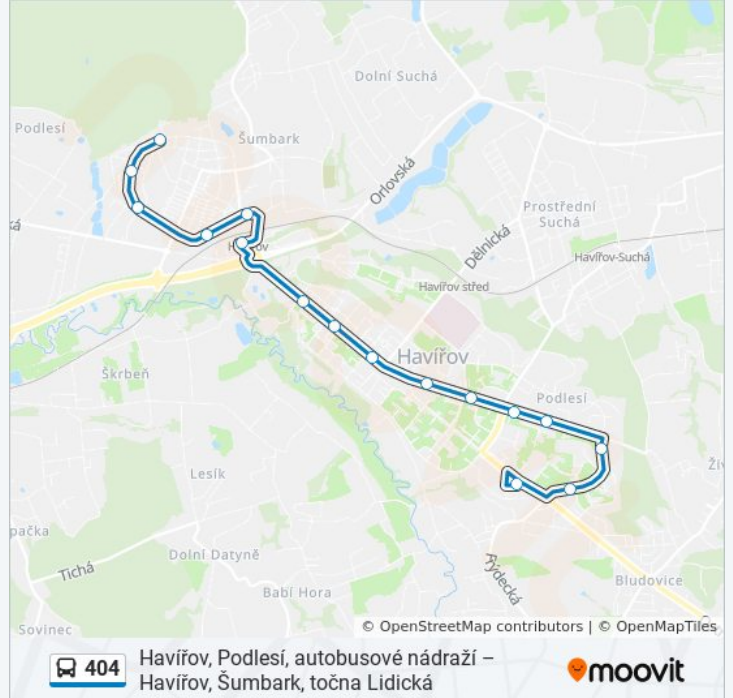 Dolní Suchá
Podlesí
Šumbark
Orlovská
Prostřední
Suchá
Dělnická
Havířov-Suchá
Havířov střed
Havířov
Škrbeň
Podlesí
Lesík
Dolní Datyně
Tichá
Babí Hora
Frýdecká
Bludovice
Sovinec
© OpenStreetMap contributors | © OpenMapTiles
404
Havířov, Podlesí, autobusové nádraží –
Havířov, Šumbark, točna Lidická
moovit